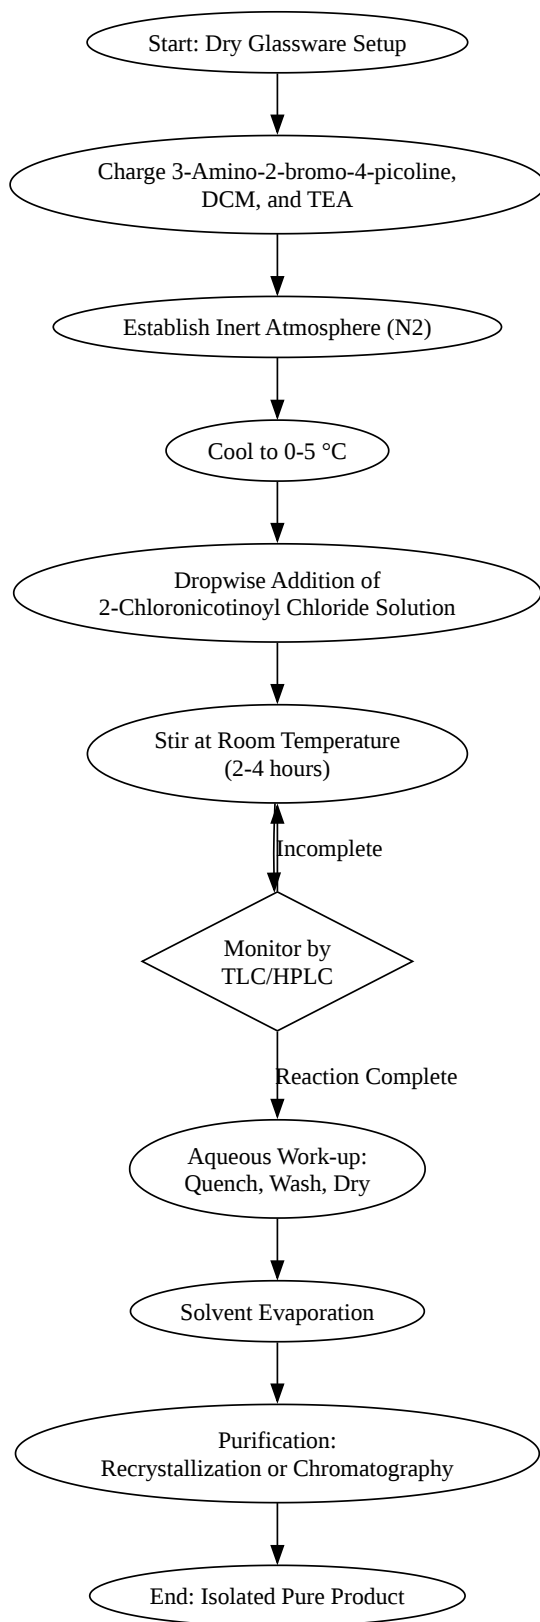 Start: Dry Glassware Setup
Charge 3-Amino-2-bromo-4-picoline,
DCM, and TEA
Establish Inert Atmosphere (N2)
Cool to 0-5 °C
Dropwise Addition of
2-Chloronicotinoyl Chloride Solution
Stir at Room Temperature
(2-4 hours)
Incomplete
Monitor by
TLC/HPLC
Reaction Complete
Aqueous Work-up:
Quench, Wash, Dry
Solvent Evaporation
Purification:
Recrystallization or Chromatography
End: Isolated Pure Product